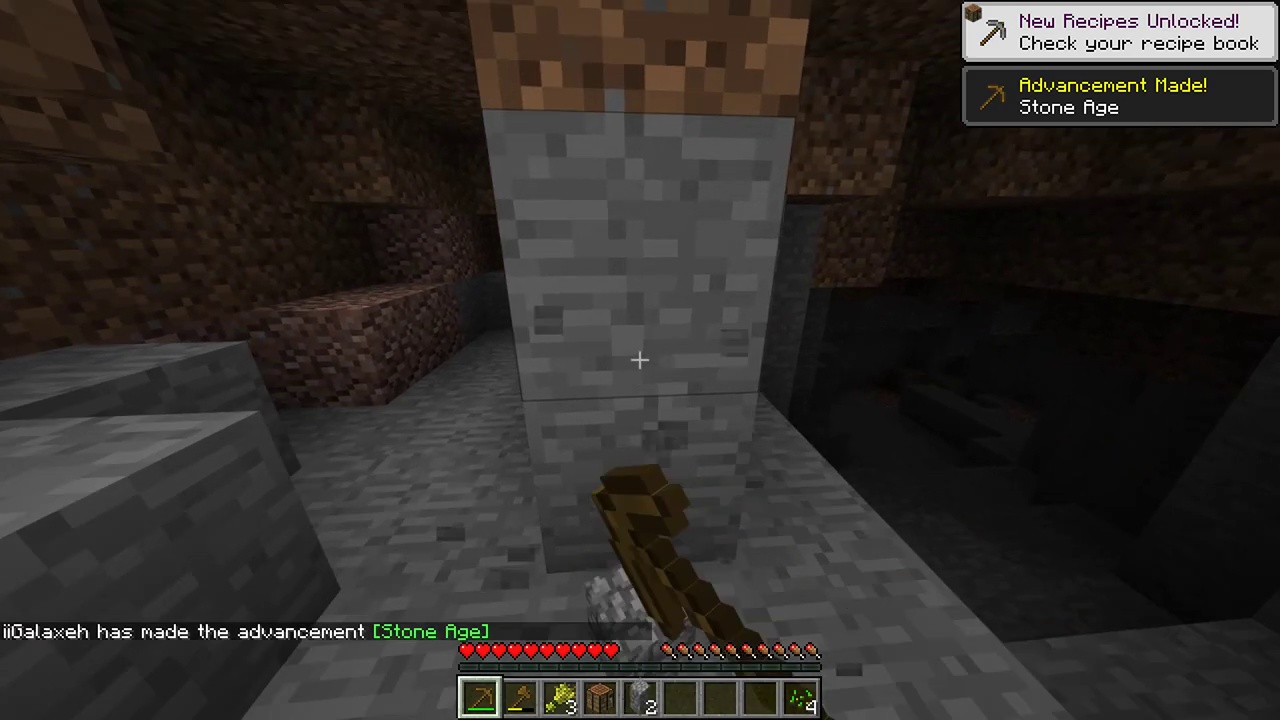 New Recipes Unlocked!
Check your recipe book
Advancement Made!
Stone Age
iiGalaxeh has made the advancement [Stone Age]
3
2
4